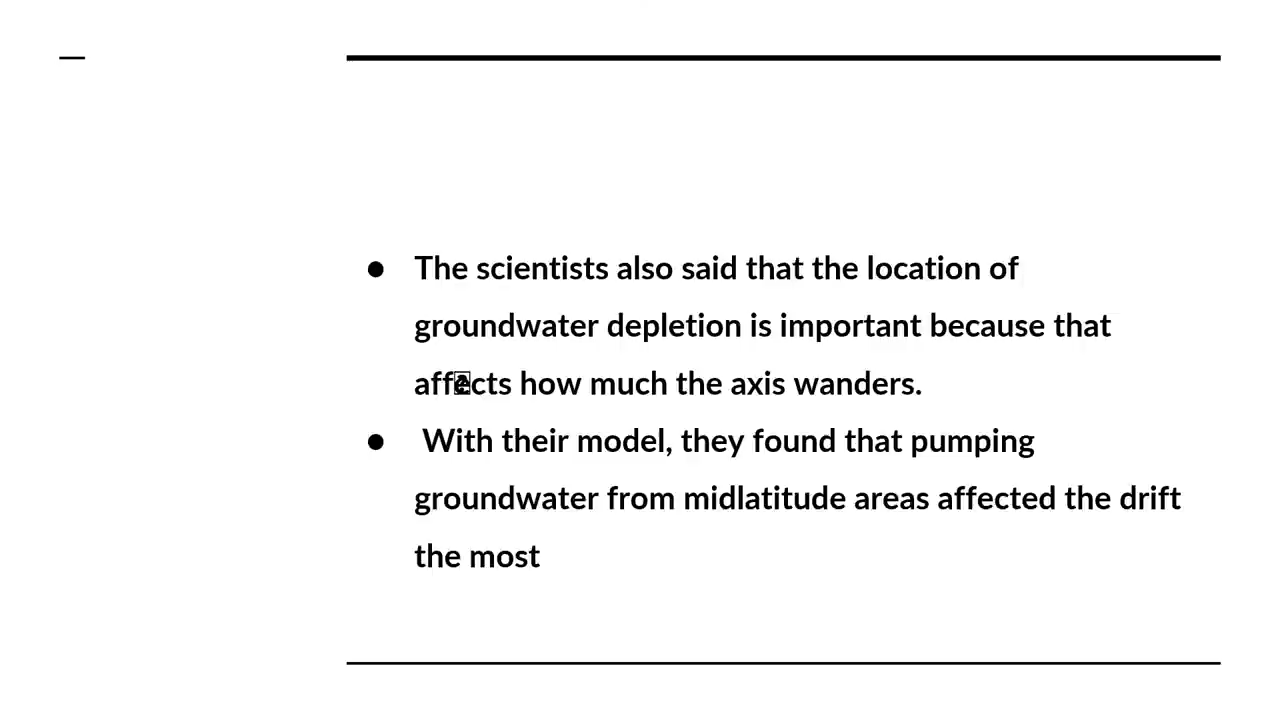 ● The scientists also said that the location of
groundwater depletion is important because that
affects how much the axis wanders.
● With their model, they found that pumping
groundwater from midlatitude areas affected the drift
the most